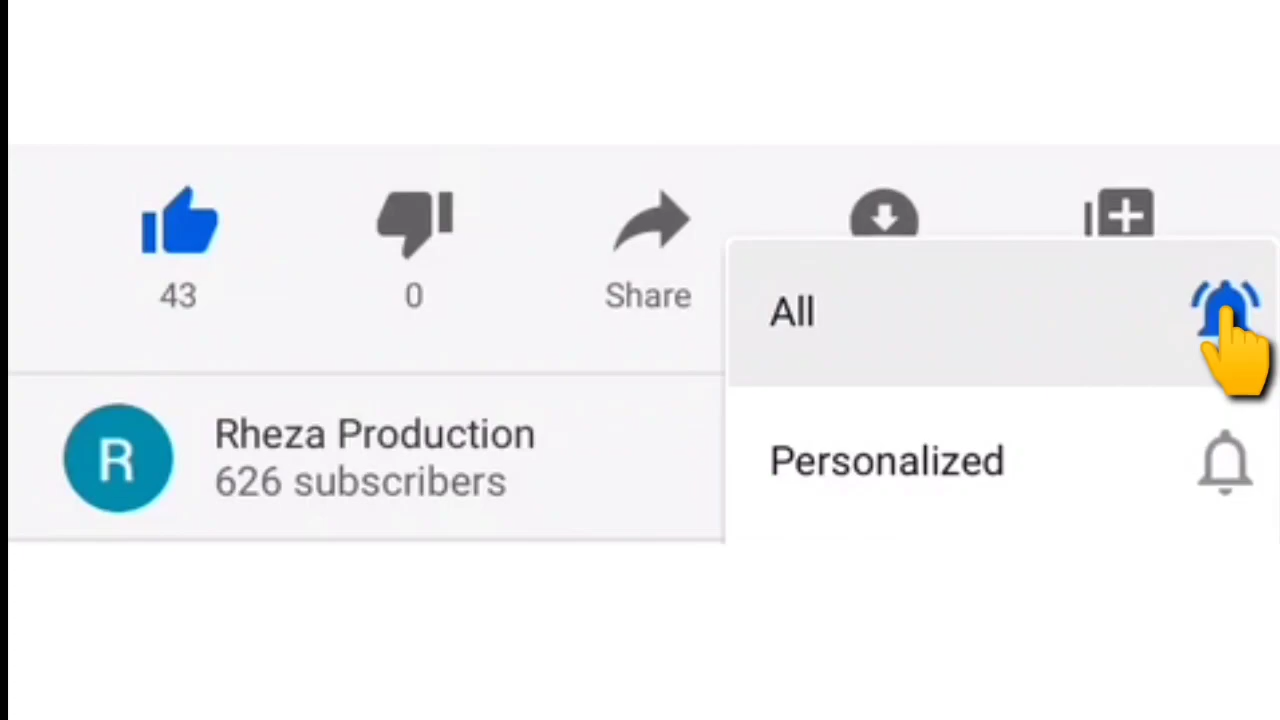 43
0
Share
All
R
Rheza Production
626 subscribers
Personalized